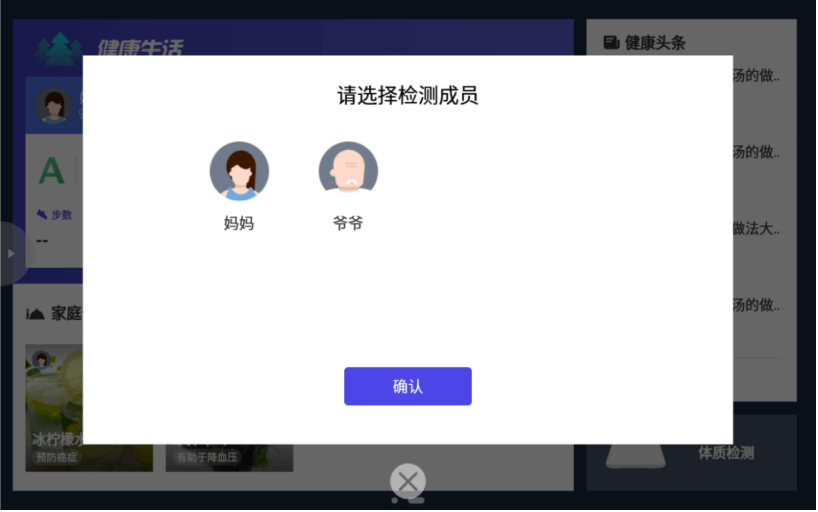 健康生活
健康头条
汤的做..
请选择检测成员
汤的做..
A
步数
妈妈
爷爷
做法大..
--
汤的做..
家庭
确认
冰柠檬水
预防癌症
有助于降血压
体质检测